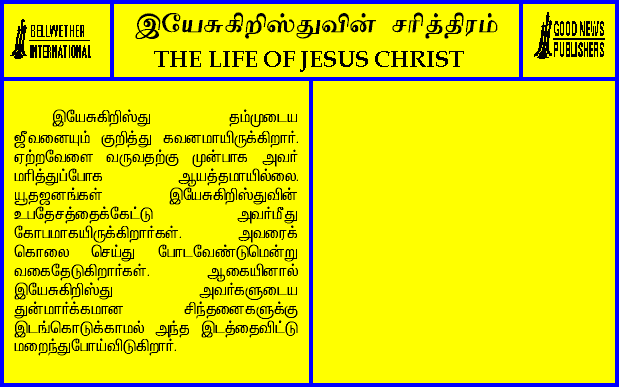 BELLWETHER
INTERNATIONAL
இயேசுகிறிஸ்துவின் சரித்திரம்
THE LIFE OF JESUS CHRIST
GOOD NEWS
PUBLISHERS
இயேசுகிறிஸ்து தம்முடைய
ஜீவனையும் குறித்து கவனமாயிருக்கிறார்.
ஏற்றவேளை வருவதற்கு முன்பாக அவர்
மரித்துப்போக ஆயத்தமாயில்லை.
யூதஜனங்கள் இயேசுகிறிஸ்துவின்
உபதேசத்தைக்கேட்டு அவர்மீது
கோபமாகயிருக்கிறார்கள். அவரைக்
கொலை செய்து போடவேண்டுமென்று
வகைதேடுகிறார்கள். ஆகையினால்
இயேசுகிறிஸ்து அவர்களுடைய
துன்மார்க்கமான சிந்தனைகளுக்கு
இடங்கொடுக்காமல் அந்த இடத்தைவிட்டு
மறைந்துபோய்விடுகிறார்.